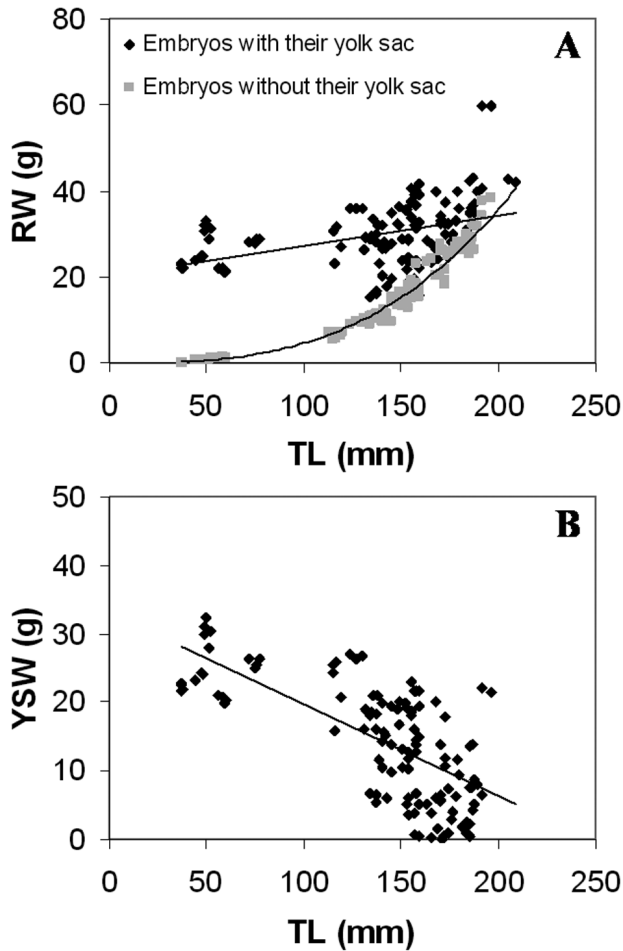 80
60
40
20
0
RW (g)
Embryos with their yolk sac
Embryos without their yolk sac
A
0 50 100 150 200 250
TL (mm)
50
40
30
20
10
0
YSW (g)
B
0 50 100 150 200 250
TL (mm)